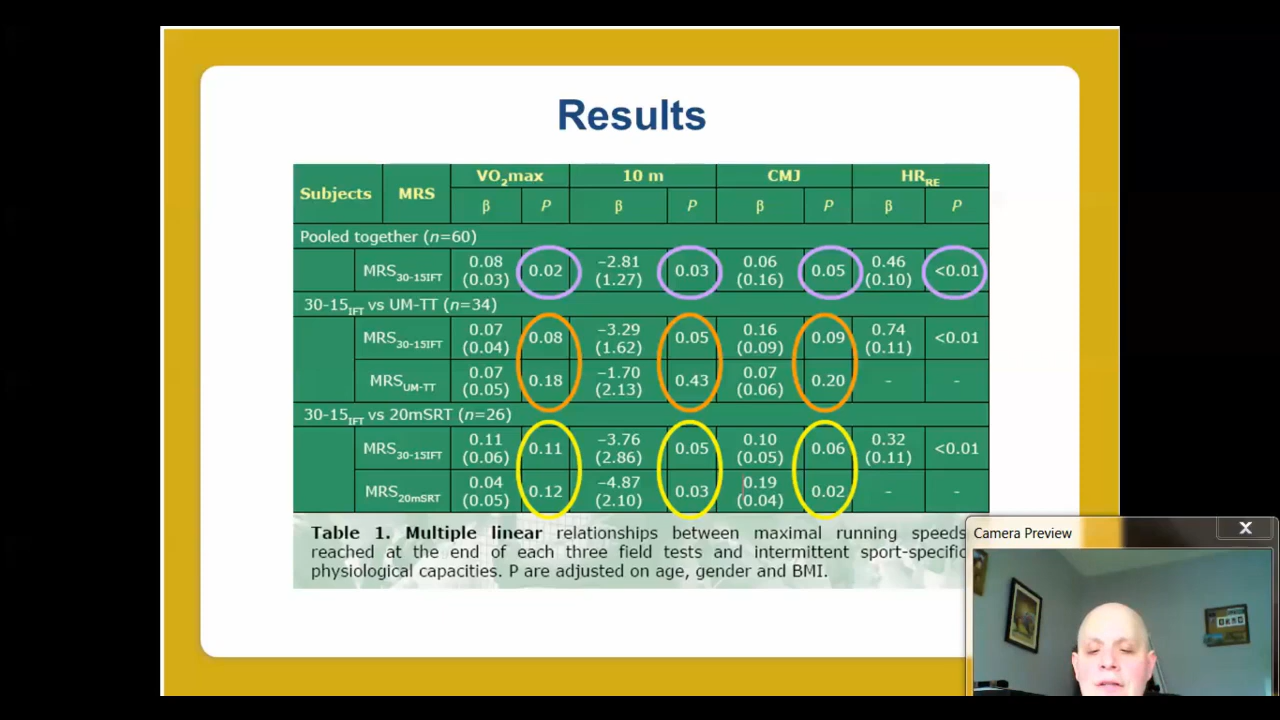 Results
Subjects MRS VO2max 10 m CMJ HRRE
β P β P β P β P
Pooled together (n=60)
MRS30-15IFT 0.08 (0.03) 0.02 –2.81 (1.27) 0.03 0.06 (0.16) 0.05 0.46 (0.10) <0.01
30-15IFT vs UM-TT (n=34)
MRS30-15IFT 0.07 (0.04) 0.08 –3.29 (1.62) 0.05 0.16 (0.09) 0.09 0.74 (0.11) <0.01
MRSUM-TT 0.07 (0.05) 0.18 –1.70 (2.13) 0.43 0.07 (0.06) 0.20 - -
30-15IFT vs 20mSRT (n=26)
MRS30-15IFT 0.11 (0.06) 0.11 –3.76 (2.86) 0.05 0.10 (0.05) 0.06 0.32 (0.11) <0.01
MRS20mSRT 0.04 (0.05) 0.12 –4.87 (2.10) 0.03 0.19 (0.04) 0.02 - -
Table 1. Multiple linear relationships between maximal running speeds
reached at the end of each three field tests and intermittent sport-specific
physiological capacities. P are adjusted on age, gender and BMI.
Camera Preview